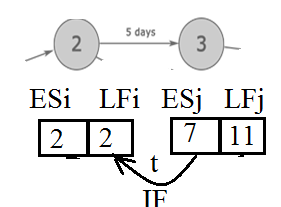 5 days
2 3
ESi LFi ESj LFj
2 2 7 11
t
IF